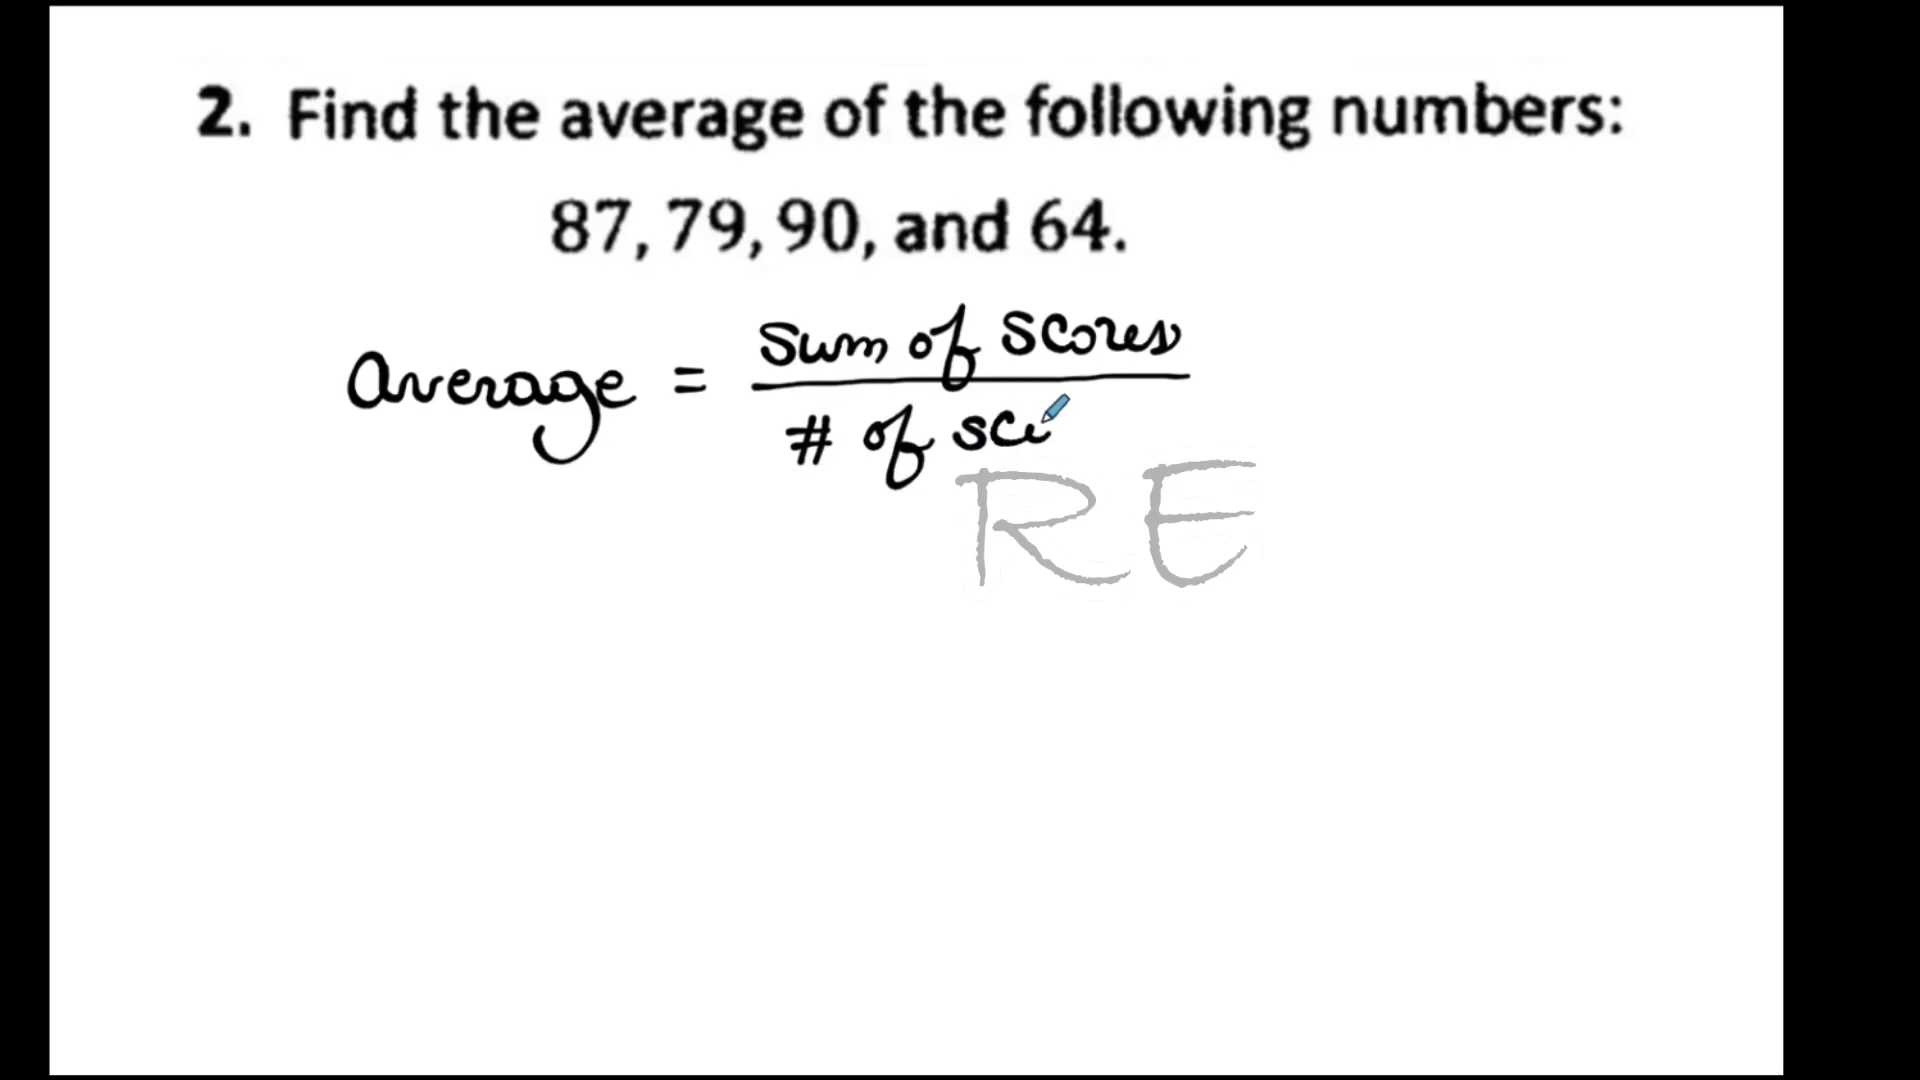 2. Find the average of the following numbers:
87, 79, 90, and 64.
sum of scores
average =
# of sc
RE